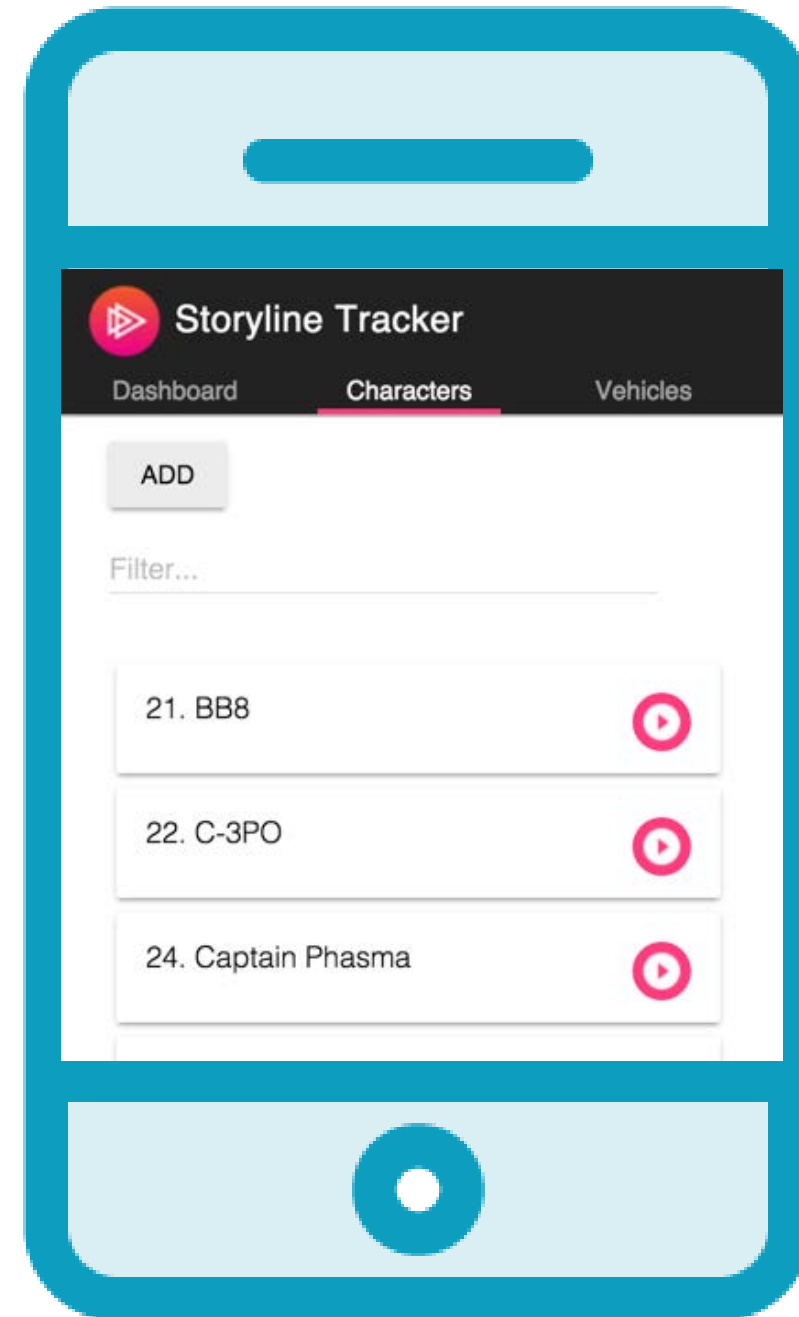 Storyline Tracker
Dashboard Characters Vehicles
ADD
Filter...
21. BB8
22. C-3PO
24. Captain Phasma